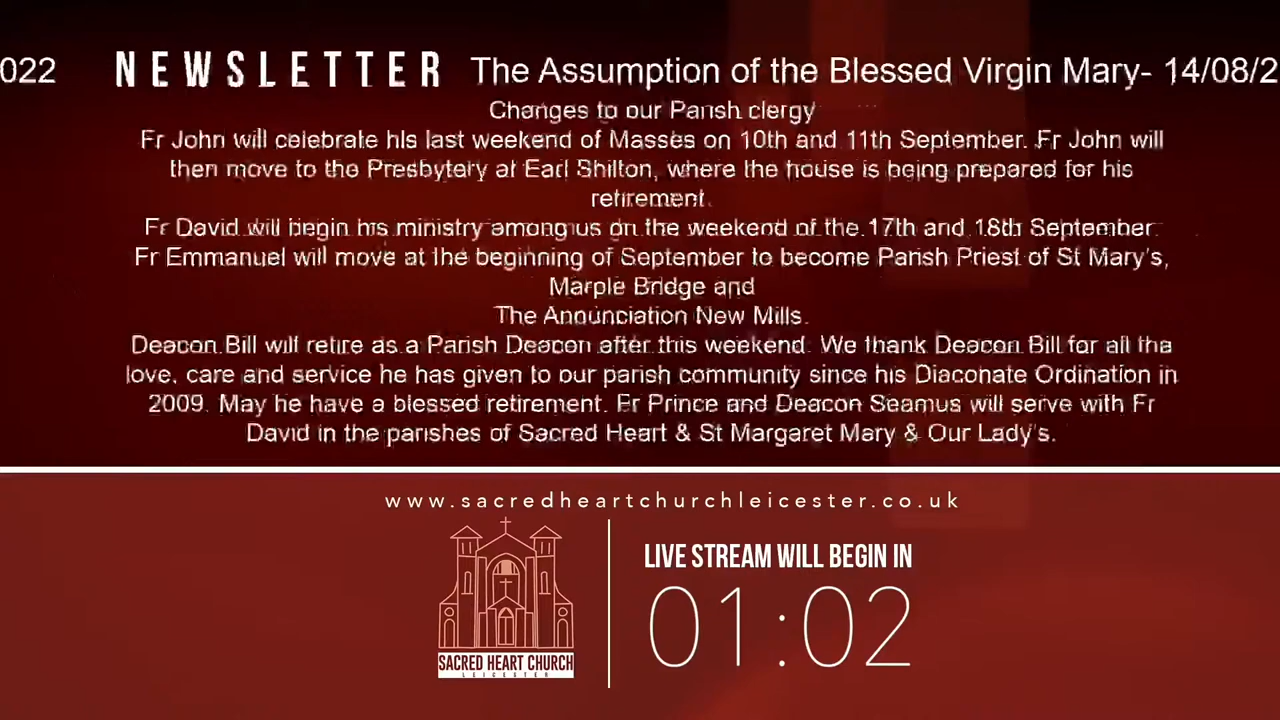 022 NEWSLETTER The Assumption of the Blessed Virgin Mary- 14/08/2
Changes to our Parish clergy
Fr John will celebrate his last weekend of Masses on 10th and 11th September. Fr John will
then move to the Presbytery at Earl Shilton, where the house is being prepared for his
retirement.
Fr David will begin his ministry among us on the weekend of the 17th and 18th September.
Fr Emmanuel will move at the beginning of September to become Parish Priest of St Mary's,
Marple Bridge and
The Annunciation New Mills.
Deacon Bill will retire as a Parish Deacon after this weekend. We thank Deacon Bill for all the
love, care and service he has given to our parish community since his Diaconate Ordination in
2009. May he have a blessed retirement. Fr Prince and Deacon Seamus will serve with Fr
David in the parishes of Sacred Heart & St Margaret Mary & Our Lady's.
www.sacredheartchurchleicester.co.uk
SACRED HEART CHURCH
LEICESTER
LIVE STREAM WILL BEGIN IN
01:02